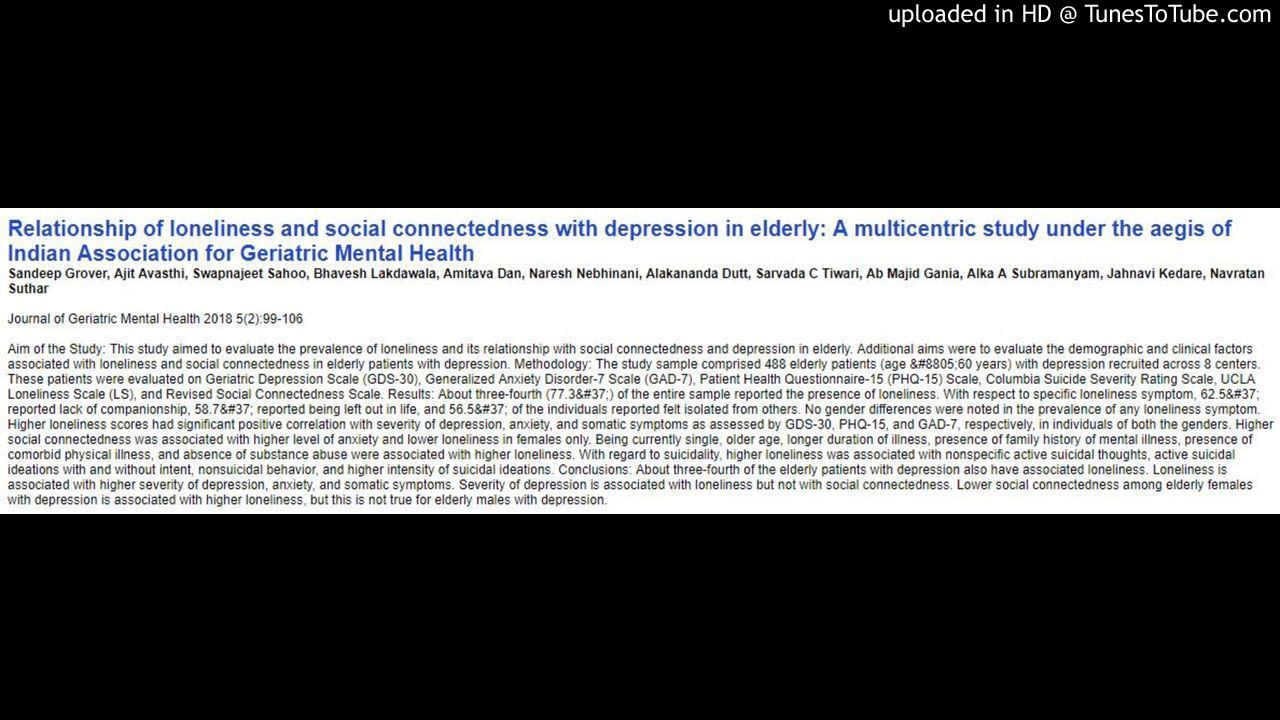 uploaded in HD @ TunesToTube.com
Relationship of loneliness and social connectedness with depression in elderly: A multicentric study under the aegis of
Indian Association for Geriatric Mental Health
Sandeep Grover, Ajit Avasthi, Swapnajeet Sahoo, Bhavesh Lakdawala, Amitava Dan, Naresh Nebhinani, Alakananda Dutt, Sarvada C Tiwari, Ab Majid Gania, Alka A Subramanyam, Jahnavi Kedare, Navratan
Suthar
Journal of Geriatric Mental Health 2018 5(2):99-106
Aim of the Study: This study aimed to evaluate the prevalence of loneliness and its relationship with social connectedness and depression in elderly. Additional aims were to evaluate the demographic and clinical factors
associated with loneliness and social connectedness in elderly patients with depression. Methodology: The study sample comprised 488 elderly patients (age &#8805;60 years) with depression recruited across 8 centers.
These patients were evaluated on Geriatric Depression Scale (GDS-30), Generalized Anxiety Disorder-7 Scale (GAD-7), Patient Health Questionnaire-15 (PHQ-15) Scale, Columbia Suicide Severity Rating Scale, UCLA
Loneliness Scale (LS), and Revised Social Connectedness Scale. Results: About three-fourth (77.3&#37;) of the entire sample reported the presence of loneliness. With respect to specific loneliness symptom, 62.5&#37;
reported lack of companionship, 58.7&#37; reported being left out in life, and 56.5&#37; of the individuals reported felt isolated from others. No gender differences were noted in the prevalence of any loneliness symptom.
Higher loneliness scores had significant positive correlation with severity of depression, anxiety, and somatic symptoms as assessed by GDS-30, PHQ-15, and GAD-7, respectively, in individuals of both the genders. Higher
social connectedness was associated with higher level of anxiety and lower loneliness in females only. Being currently single, older age, longer duration of illness, presence of family history of mental illness, presence of
comorbid physical illness, and absence of substance abuse were associated with higher loneliness. With regard to suicidality, higher loneliness was associated with nonspecific active suicidal thoughts, active suicidal
ideations with and without intent, nonsuicidal behavior, and higher intensity of suicidal ideations. Conclusions: About three-fourth of the elderly patients with depression also have associated loneliness. Loneliness is
associated with higher severity of depression, anxiety, and somatic symptoms. Severity of depression is associated with loneliness but not with social connectedness. Lower social connectedness among elderly females
with depression is associated with higher loneliness, but this is not true for elderly males with depression.